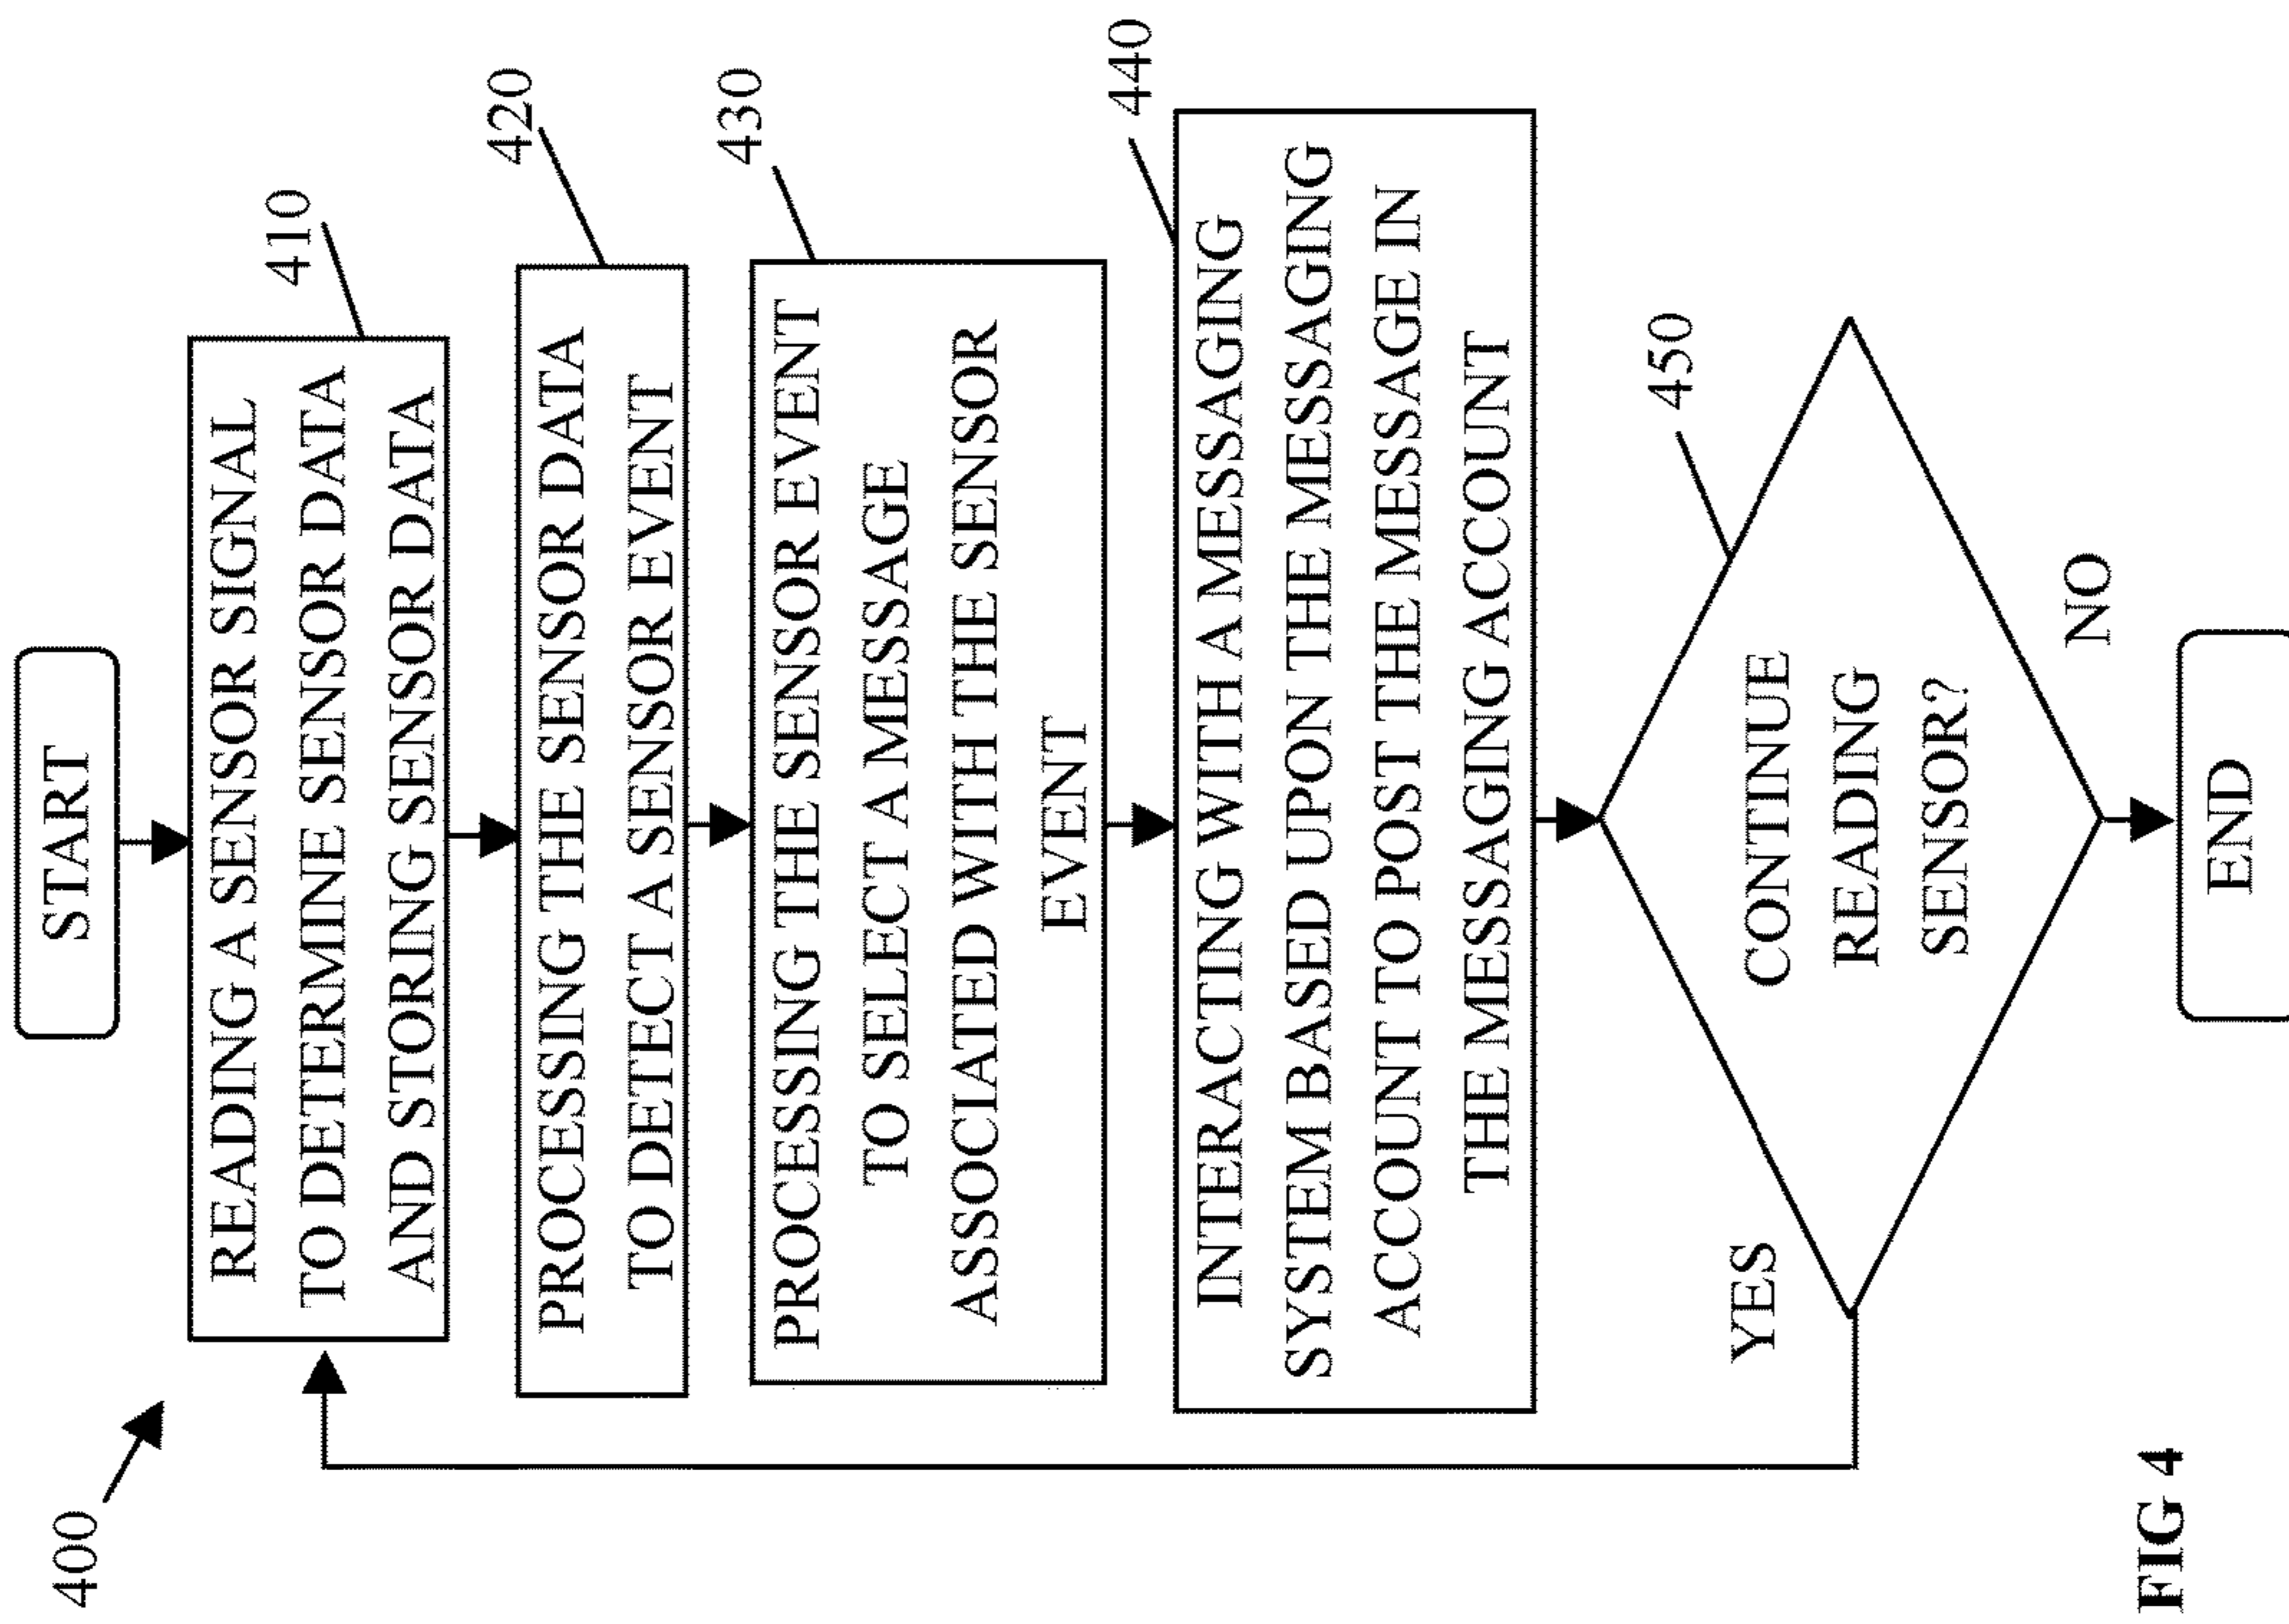 400
START
410
READING A SENSOR SIGNAL
TO DETERMINE SENSOR DATA
AND STORING SENSOR DATA
420
PROCESSING THE SENSOR DATA
TO DETECT A SENSOR EVENT
430
PROCESSING THE SENSOR EVENT
TO SELECT A MESSAGE
ASSOCIATED WITH THE SENSOR
EVENT
440
INTERACTING WITH A MESSAGING
SYSTEM BASED UPON THE MESSAGING
ACCOUNT TO POST THE MESSAGE IN
THE MESSAGING ACCOUNT
450
YES
CONTINUE
READING
SENSOR?
NO
END
FIG 4